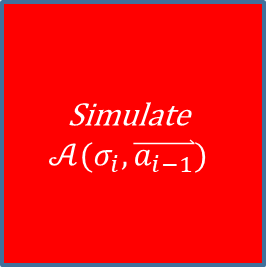 Simulate
𝒜(σᵢ, a⃗ᵢ₋₁)